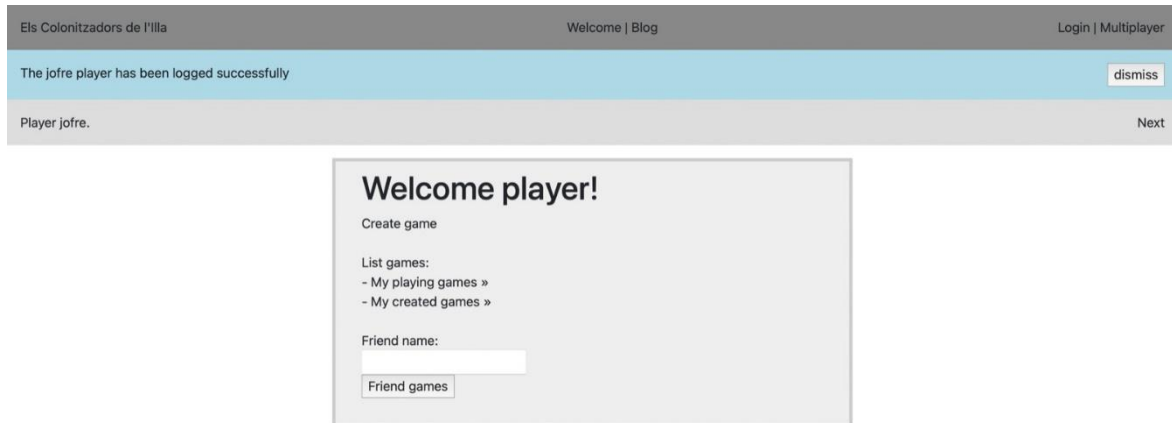 Els Colonitzadors de l'Illa Welcome | Blog Login | Multiplayer
The jofre player has been logged successfully dismiss
Player jofre. Next
Welcome player!
Create game
List games:
- My playing games »
- My created games »
Friend name:
Friend games